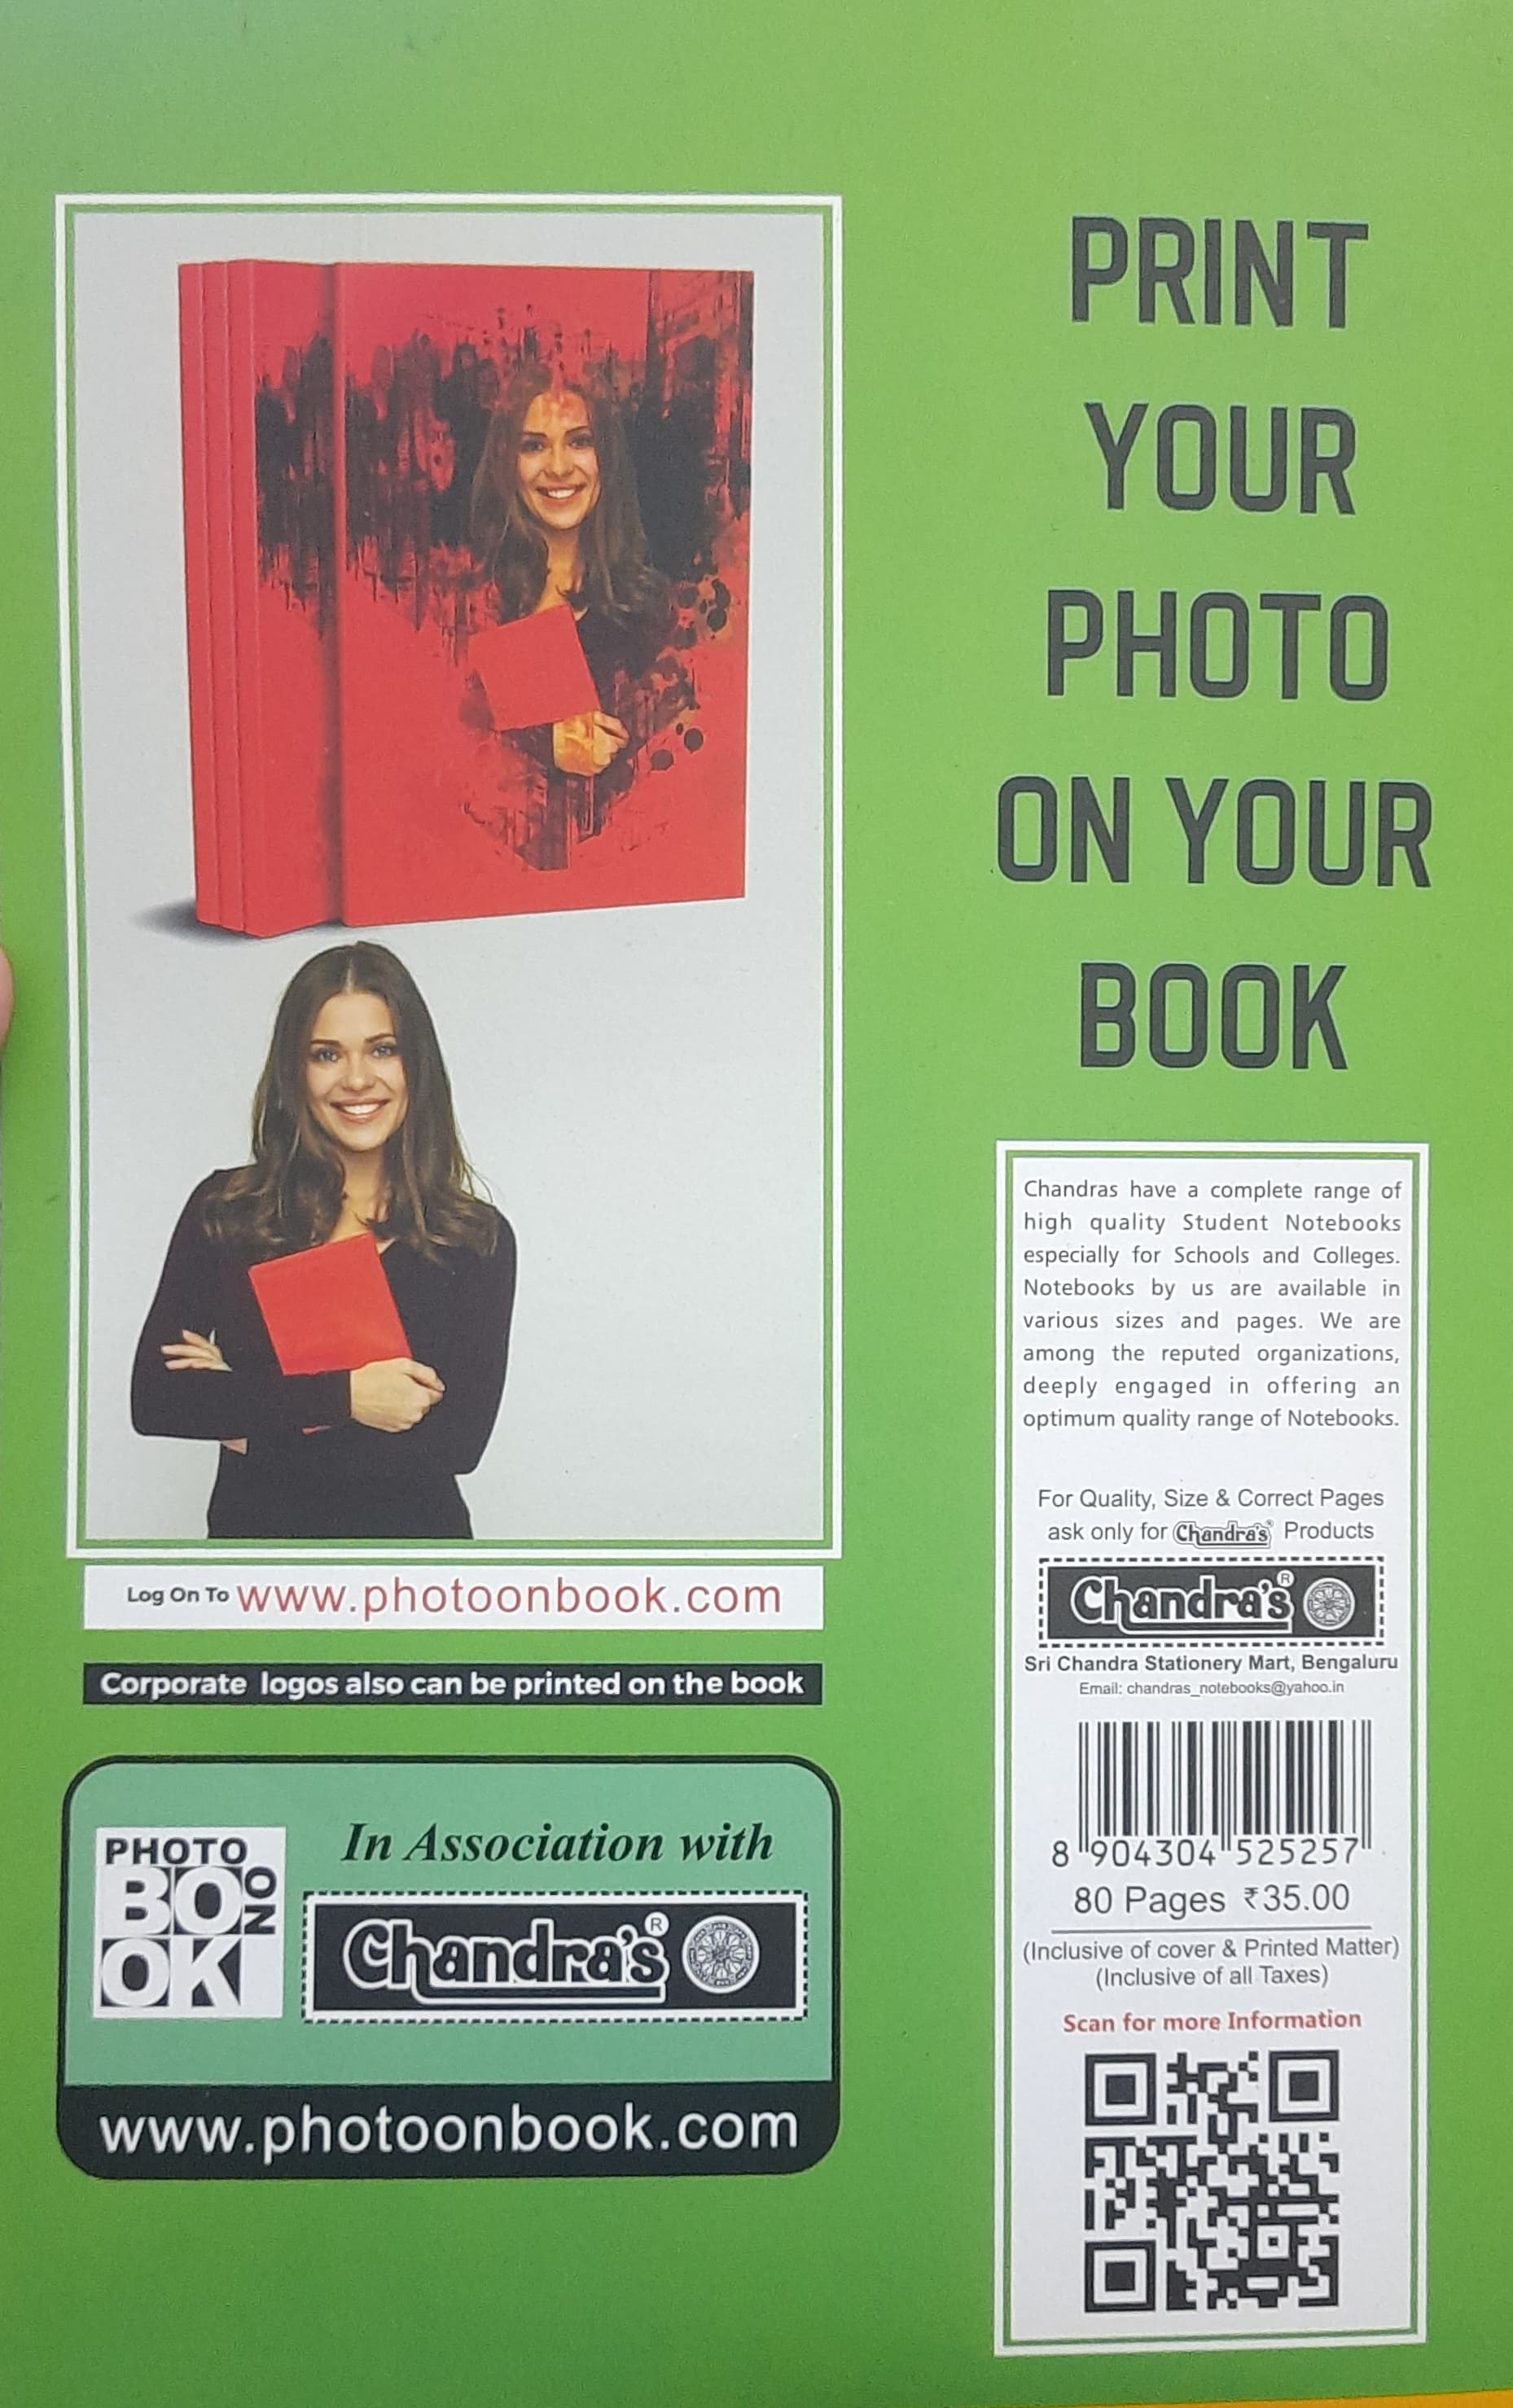 PRINT
YOUR
PHOTO
ON YOUR
BOOK
Log On To www.photoonbook.com
Corporate logos also can be printed on the book
PHOTO
BO ON
OK
In Association with
Chandra's ®
www.photoonbook.com
Chandras have a complete range of
high quality Student Notebooks
especially for Schools and Colleges.
Notebooks by us are available in
various sizes and pages. We are
among the reputed organizations,
deeply engaged in offering an
optimum quality range of Notebooks.
For Quality, Size & Correct Pages
ask only for Chandra's® Products
Chandra's ®
Sri Chandra Stationery Mart, Bengaluru
Email: chandras_notebooks@yahoo.in
8 904304 525257
80 Pages ₹35.00
(Inclusive of cover & Printed Matter)
(Inclusive of all Taxes)
Scan for more Information